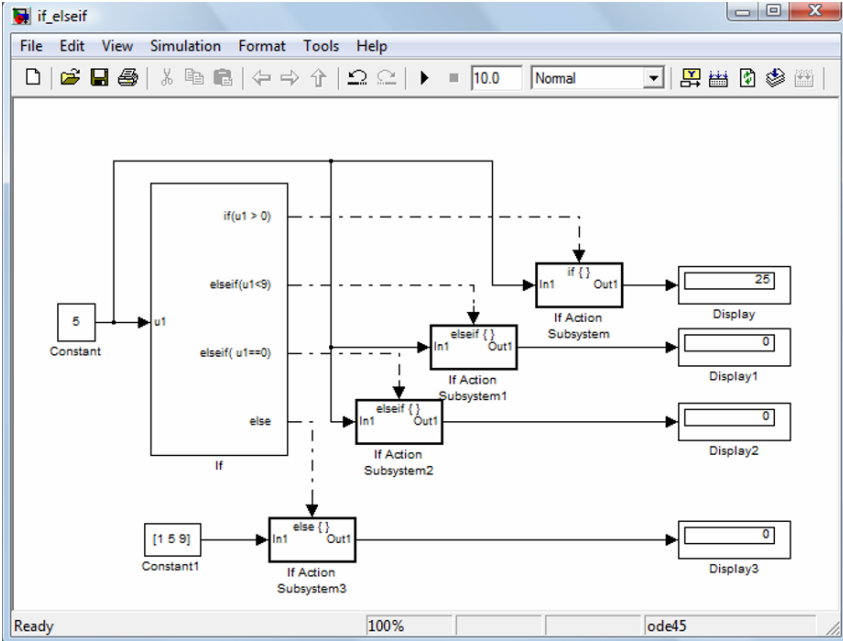 if_elseif
File Edit View Simulation Format Tools Help
10.0 Normal
if(u1 > 0)
elseif(u1<9)
elseif( u1==0)
else
u1
If
5
Constant
if { }
In1 Out1
If Action
Subsystem
25
Display
elseif { }
In1 Out1
If Action
Subsystem1
0
Display1
elseif { }
In1 Out1
If Action
Subsystem2
0
Display2
[1 5 9]
Constant1
else { }
In1 Out1
If Action
Subsystem3
0
Display3
Ready 100% ode45